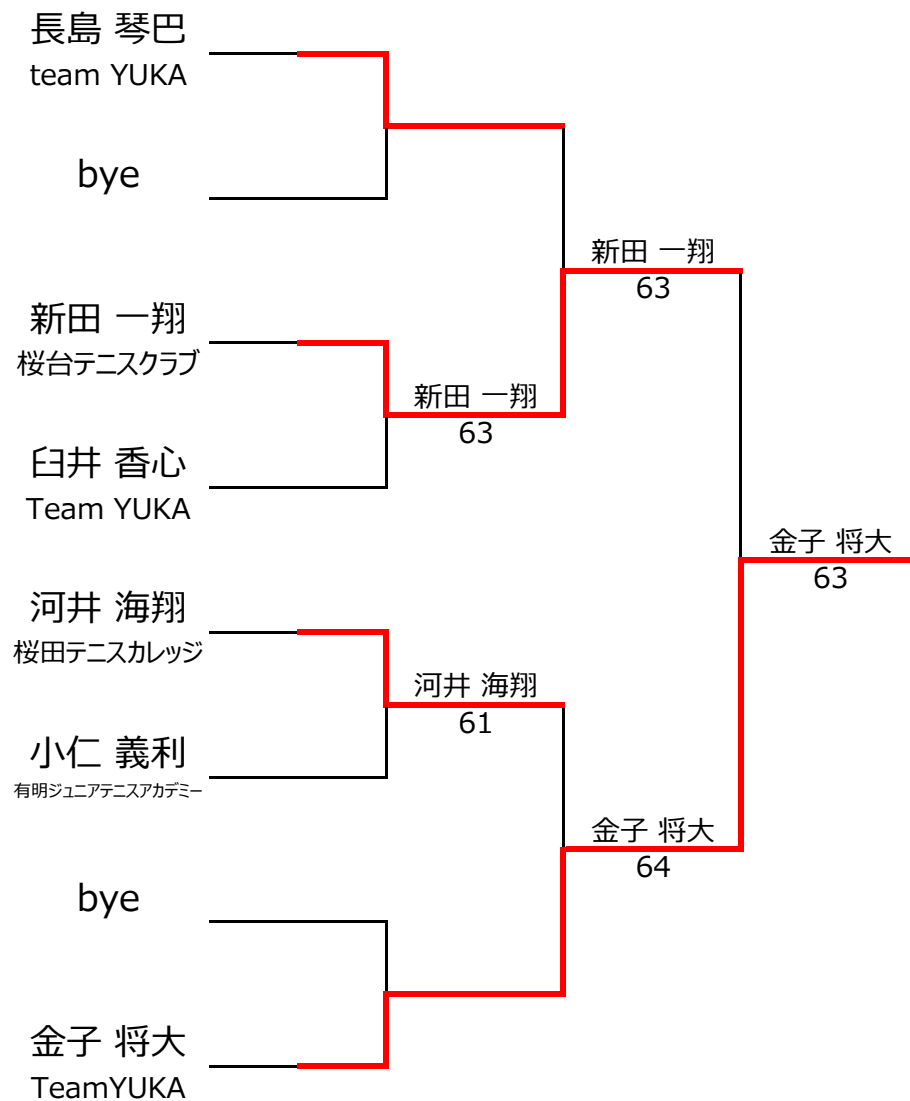 長島 琴巴
team YUKA
bye
新田 一翔
63
新田 一翔
桜台テニスクラブ
新田 一翔
63
臼井 香心
Team YUKA
金子 将大
63
河井 海翔
桜田テニスカレッジ
河井 海翔
61
小仁 義利
有明ジュニアテニスアカデミー
金子 将大
64
bye
金子 将大
TeamYUKA